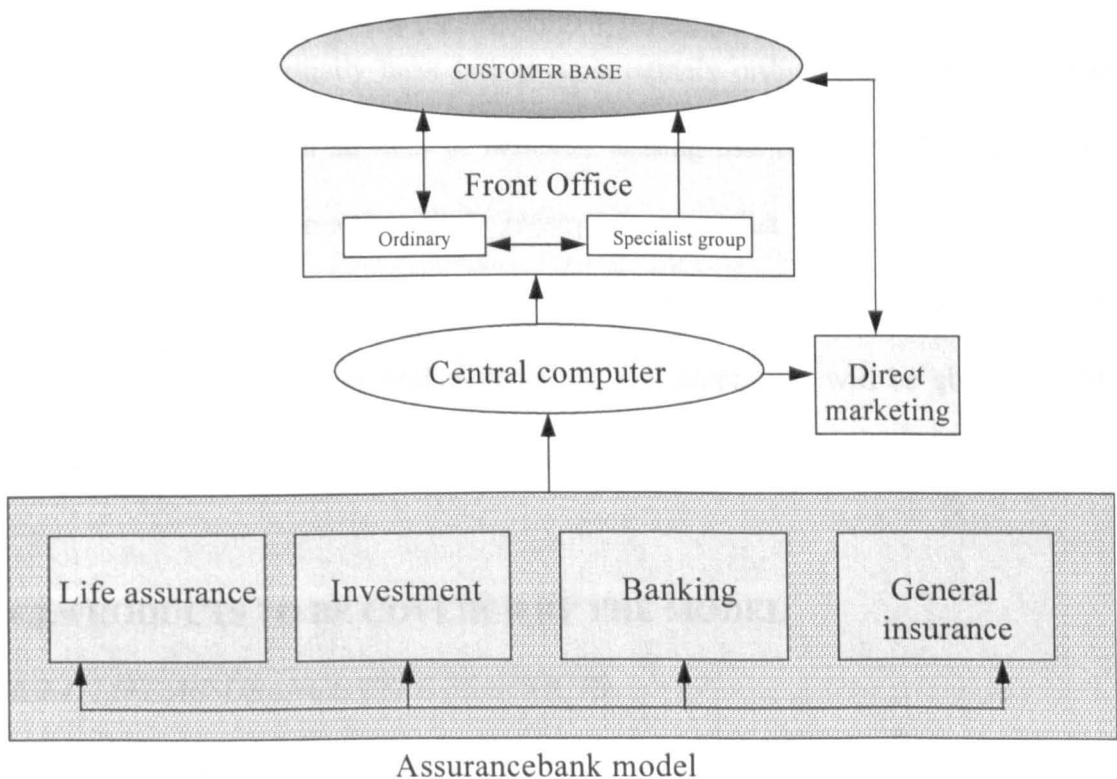 CUSTOMER BASE
Front Office
Ordinary
Specialist group
Central computer
Direct
marketing
Life assurance
Investment
Banking
General
insurance
Assurancebank model